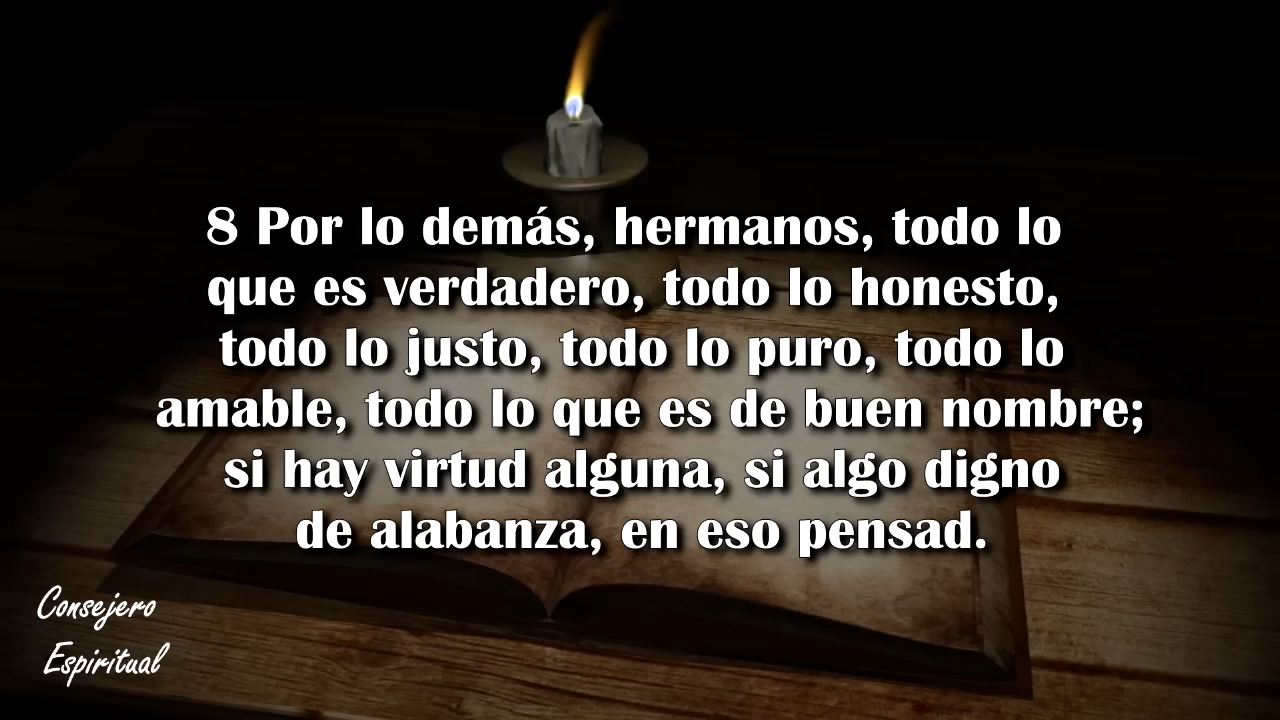 8 Por lo demás, hermanos, todo lo
que es verdadero, todo lo honesto,
todo lo justo, todo lo puro, todo lo
amable, todo lo que es de buen nombre;
si hay virtud alguna, si algo digno
de alabanza, en eso pensad.
Consejero
Espiritual